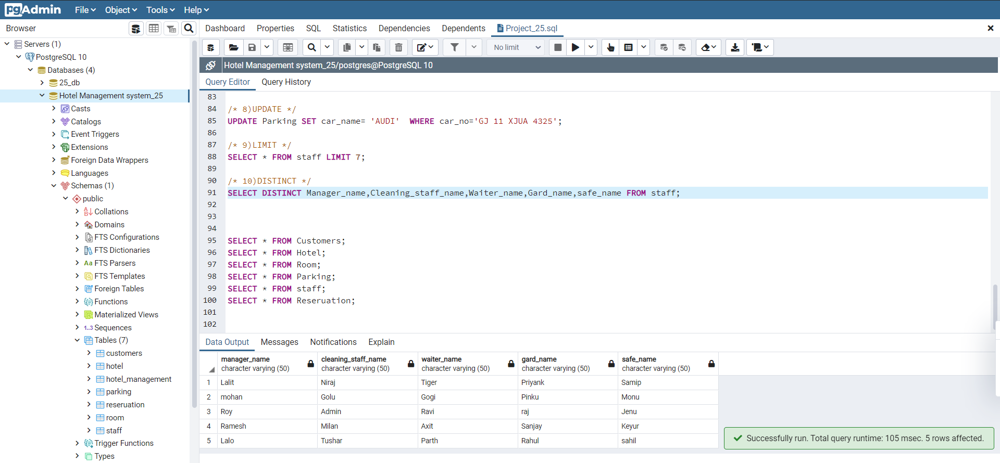 pgAdmin File Object Tools Help
Browser
Dashboard Properties SQL Statistics Dependencies Dependents Project_25.sql
No limit
Hotel Management system_25/postgres@PostgreSQL 10
Query Editor Query History
Servers (1)
PostgreSQL 10
Databases (4)
25_db
Hotel Management system_25
Casts
Catalogs
Event Triggers
Extensions
Foreign Data Wrappers
Languages
Schemas (1)
public
Collations
Domains
FTS Configurations
FTS Dictionaries
Aa FTS Parsers
FTS Templates
Foreign Tables
Functions
Materialized Views
1..3 Sequences
Tables (7)
customers
hotel
hotel_management
parking
reseruation
room
staff
Trigger Functions
Types
83
84 /* 8)UPDATE */
85 UPDATE Parking SET car_name= 'AUDI'  WHERE car_no='GJ 11 XJUA 4325';
86
87 /* 9)LIMIT */
88 SELECT * FROM staff LIMIT 7;
89
90 /* 10)DISTINCT */
91 SELECT DISTINCT Manager_name,Cleaning_staff_name,Waiter_name,Gard_name,safe_name FROM staff;
92
93
94
95 SELECT * FROM Customers;
96 SELECT * FROM Hotel;
97 SELECT * FROM Room;
98 SELECT * FROM Parking;
99 SELECT * FROM staff;
100 SELECT * FROM Reseruation;
101
102
Data Output Messages Notifications Explain
manager_name cleaning_staff_name waiter_name gard_name safe_name
character varying (50) character varying (50) character varying (50) character varying (50) character varying (50)
1 Lalit Niraj Tiger Priyank Samip
2 mohan Golu Gogi Pinku Monu
3 Roy Admin Ravi raj Jenu
4 Ramesh Milan Axit Sanjay Keyur
5 Lalo Tushar Parth Rahul sahil
Successfully run. Total query runtime: 105 msec. 5 rows affected.